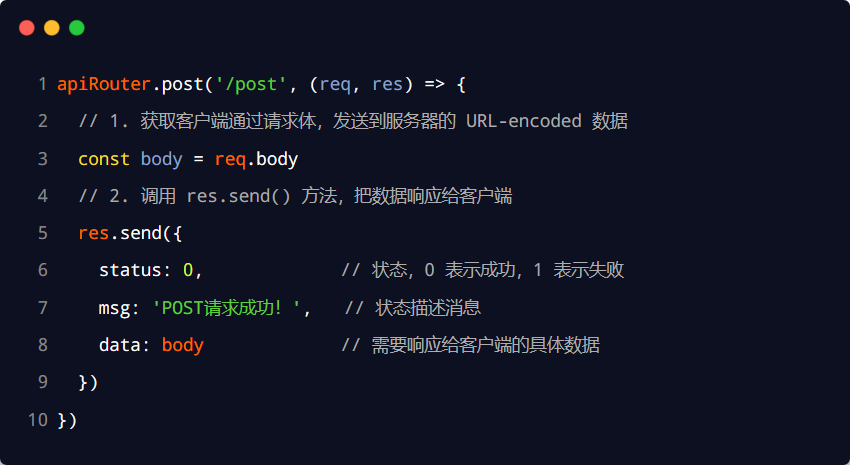 1 apiRouter.post('/post', (req, res) => {
2 // 1. 获取客户端通过请求体，发送到服务器的 URL-encoded 数据
3 const body = req.body
4 // 2. 调用 res.send() 方法，把数据响应给客户端
5 res.send({
6 status: 0, // 状态，0 表示成功，1 表示失败
7 msg: 'POST请求成功！', // 状态描述消息
8 data: body // 需要响应给客户端的具体数据
9 })
10 })